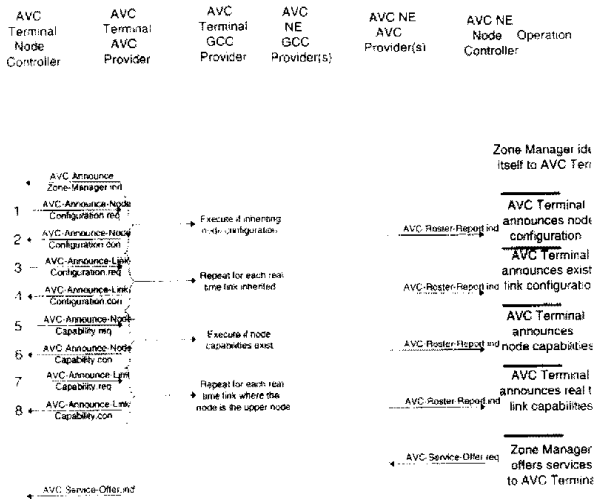 AVC
Terminal
Node
Controller
AVC
Terminal
AVC
Provider
AVC
Terminal
GCC
Provider
AVC
NE
GCC
Provider(s)
AVC NE
AVC
Provider(s)
AVC NE
Node
Controller
Operation
Zone Manager ide
itself to AVC Ter
AVC Announce
Zone-Manager.ind
1
AVC-Announce-Node
Configuration.req
2
AVC-Announce-Node
Configuration.con
3
AVC-Announce-Link
Configuration.req
4
AVC-Announce-Link
Configuration.con
5
AVC-Announce-Node
Capability.req
6
AVC-Announce-Node
Capability.con
7
AVC-Announce-Link
Capability.req
8
AVC-Announce-Link
Capability.con
Execute if inheriting
node configuration
Repeat for each real
time link inherited
Execute if node
capabilities exist
Repeat for each real
time link where the
node is the upper node
AVC-Roster-Report.ind
AVC-Roster-Report.ind
AVC-Roster-Report.ind
AVC-Roster-Report.ind
AVC Terminal
announces node
configuration
AVC Terminal
announces exist
link configuratio
AVC Terminal
announces
node capabilities
AVC Terminal
announces real t
link capabilities
AVC-Service-Offer.req
Zone Manager
offers services
to AVC Termina
AVC Service-Offer.ind